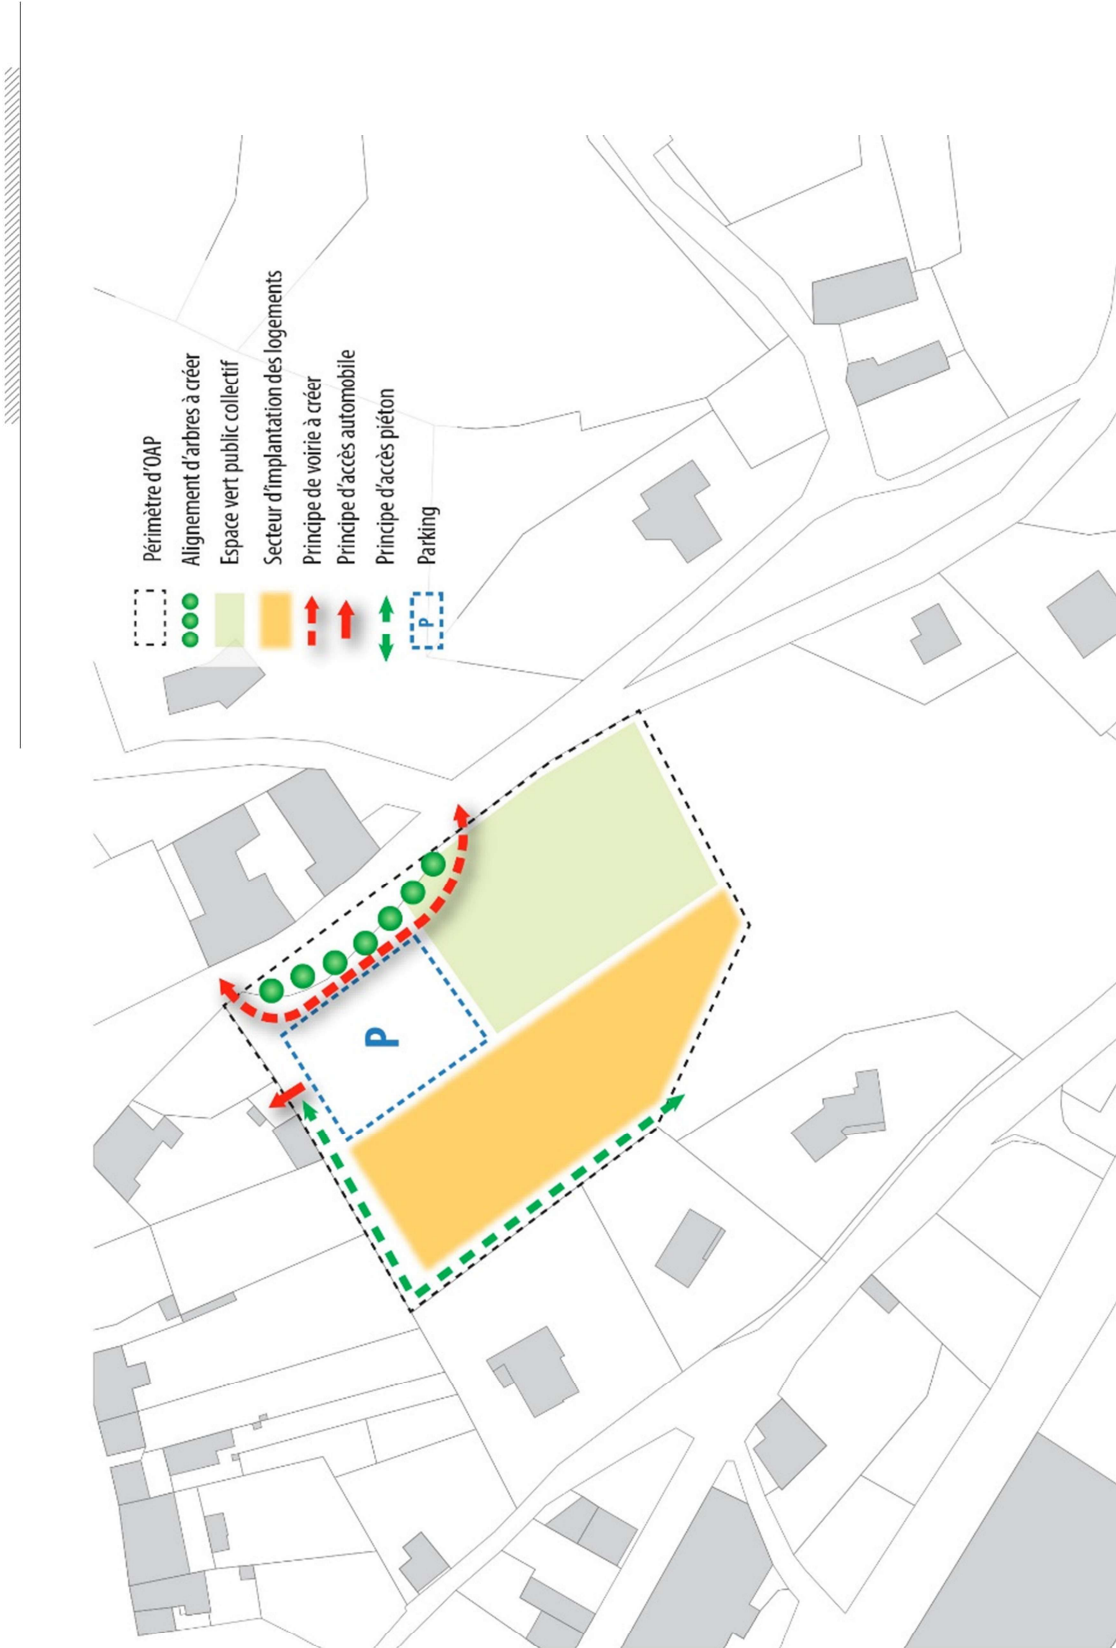 Périmètre d'OAP
Alignement d'arbres à créer
Espace vert public collectif
Secteur d'implantation des logements
Principe de voirie à créer
Principe d'accès automobile
Principe d'accès piéton
P Parking
P